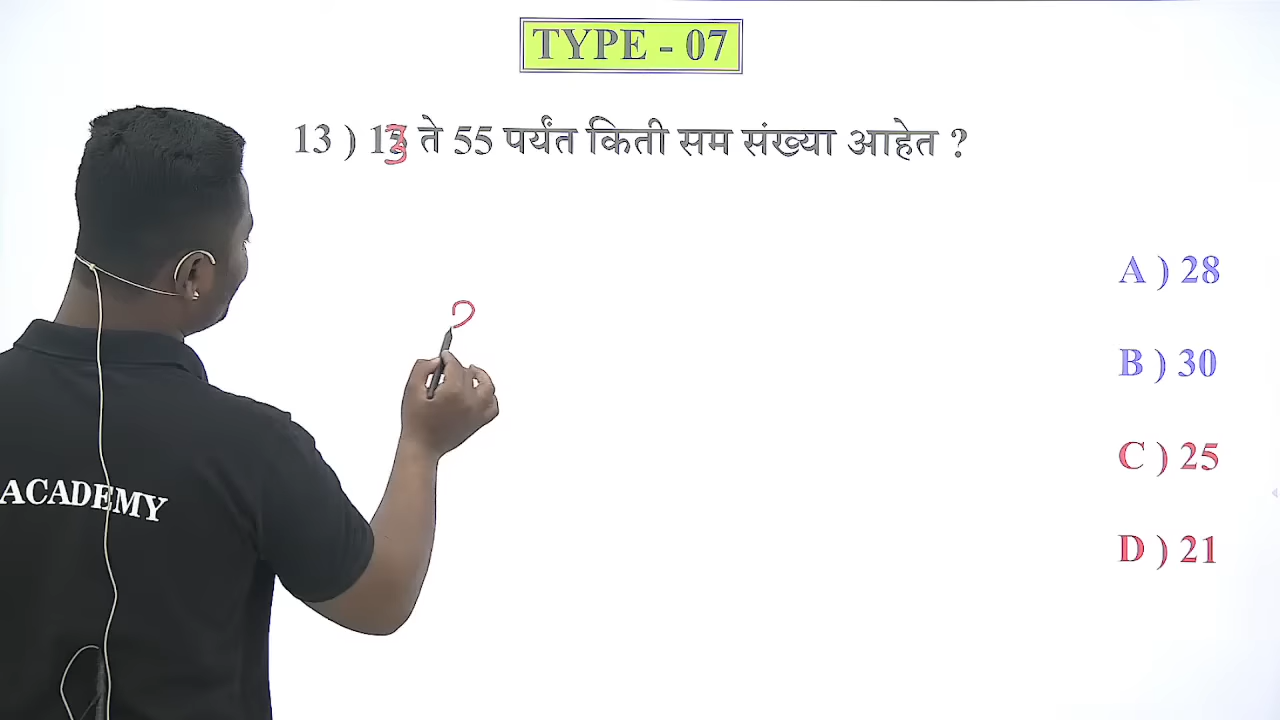 TYPE - 07
13 ) 13 ते 55 पर्यंत किती सम संख्या आहेत ?
A ) 28
B ) 30
C ) 25
D ) 21
ACADEMY